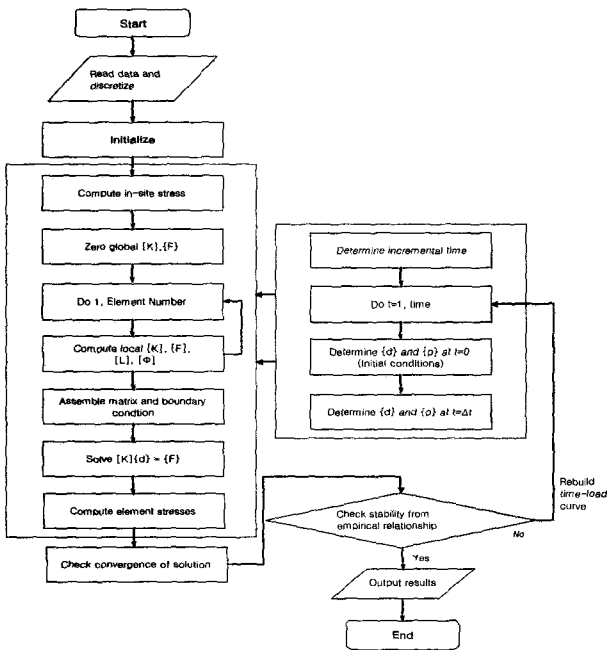 Start
Read data and
discretize
Initialize
Compute in-site stress
Zero global [K],{F}
Do 1, Element Number
Compute local [K], {F},
[L], [Φ]
Assemble matrix and boundary
condtion
Solve [K]{d} = {F}
Compute element stresses
Check convergence of solution
Determine incremental time
Do t=1, time
Determine {d} and {p} at t=0
(Initial conditions)
Determine {d} and {p} at t=Δt
Check stability from
empirical relationship
Rebuild
time-load
curve
No
Yes
Output results
End